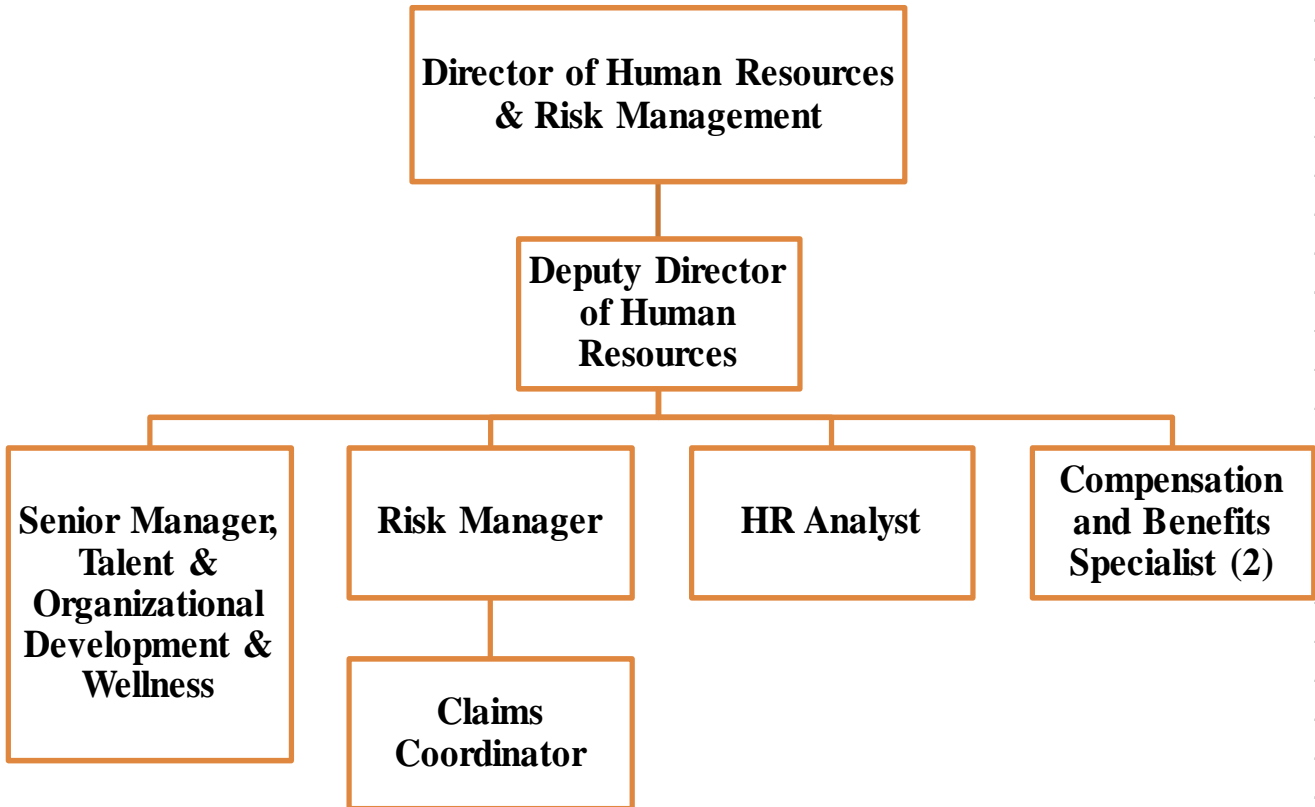 Director of Human Resources
& Risk Management
Deputy Director
of Human
Resources
Senior Manager,
Talent &
Organizational
Development &
Wellness
Risk Manager
HR Analyst
Compensation
and Benefits
Specialist (2)
Claims
Coordinator